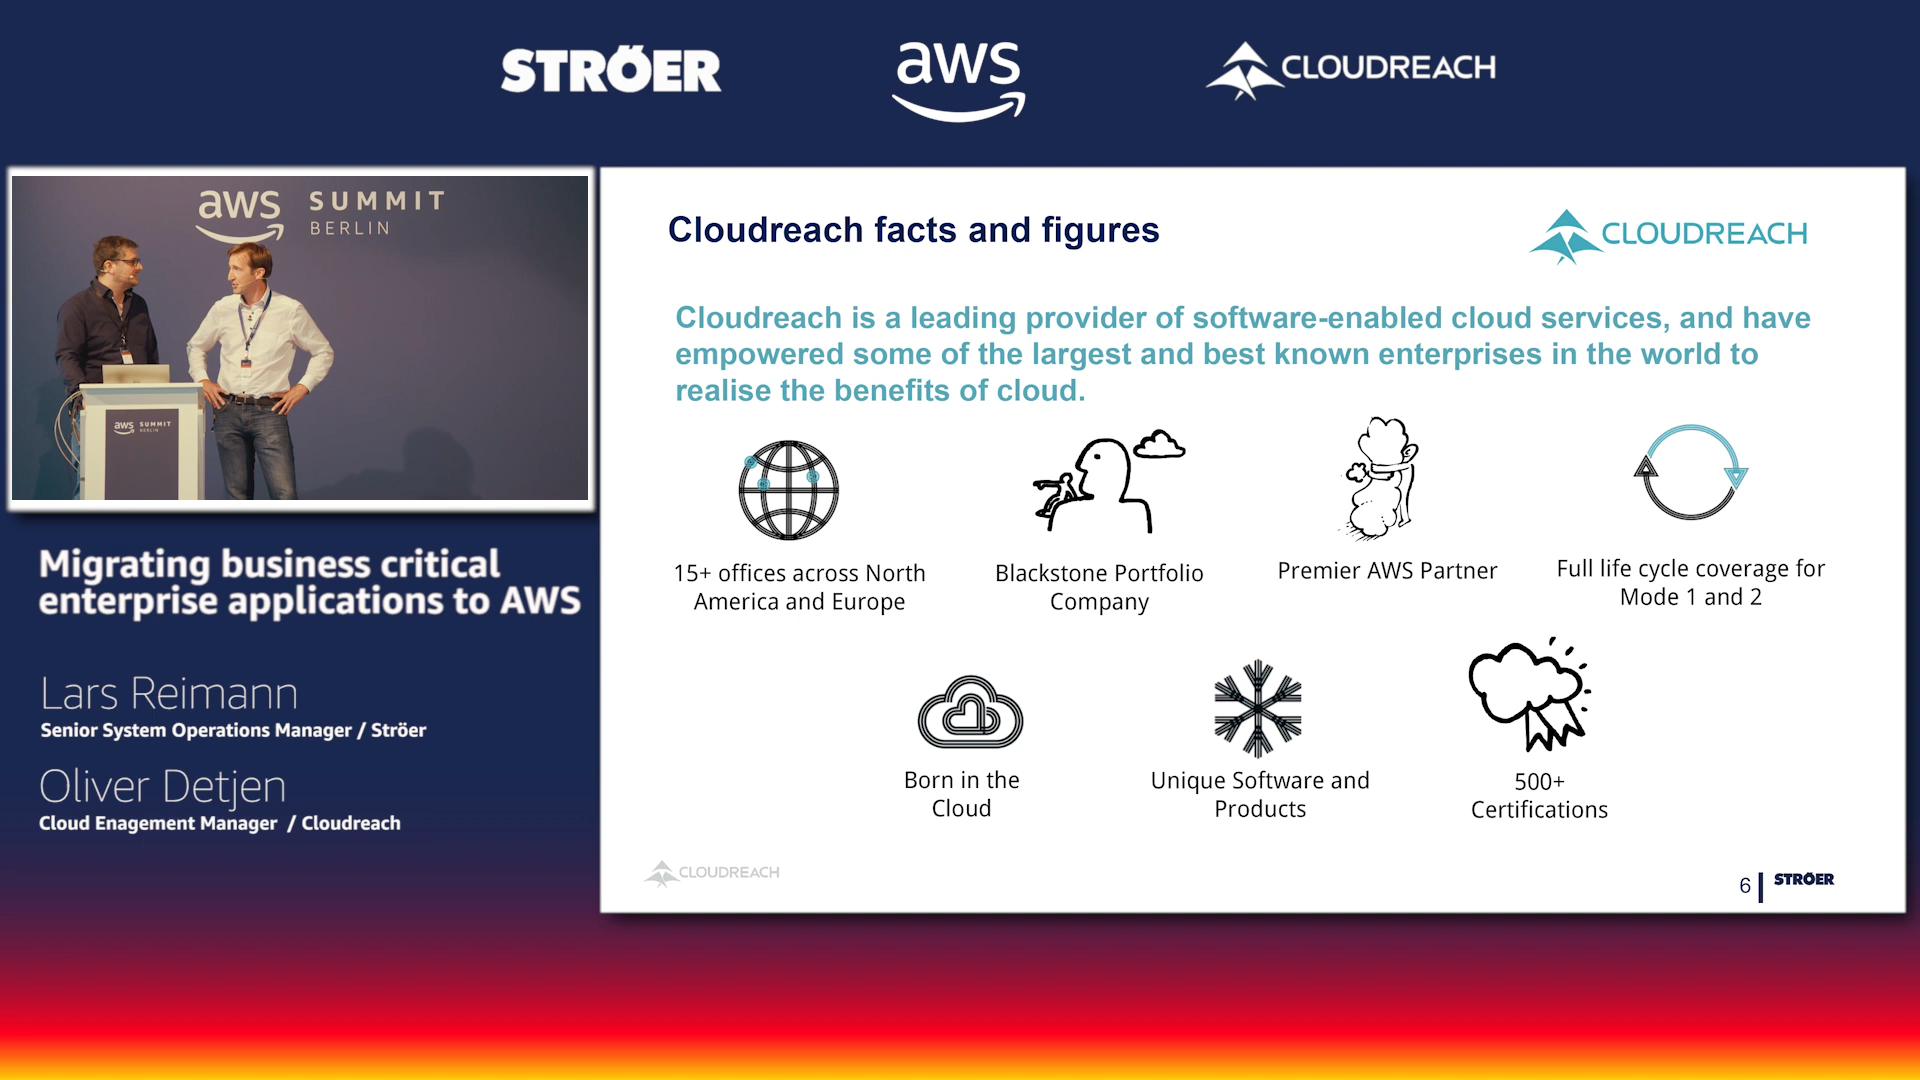 STRÖER
aws
CLOUDREACH
aws SUMMIT
BERLIN
aws SUMMIT
BERLIN
Migrating business critical
enterprise applications to AWS
Lars Reimann
Senior System Operations Manager / Ströer
Oliver Detjen
Cloud Enagement Manager / Cloudreach
Cloudreach facts and figures
CLOUDREACH
Cloudreach is a leading provider of software-enabled cloud services, and have
empowered some of the largest and best known enterprises in the world to
realise the benefits of cloud.
15+ offices across North
America and Europe
Blackstone Portfolio
Company
Premier AWS Partner
Full life cycle coverage for
Mode 1 and 2
Born in the
Cloud
Unique Software and
Products
500+
Certifications
CLOUDREACH
6 | STRÖER